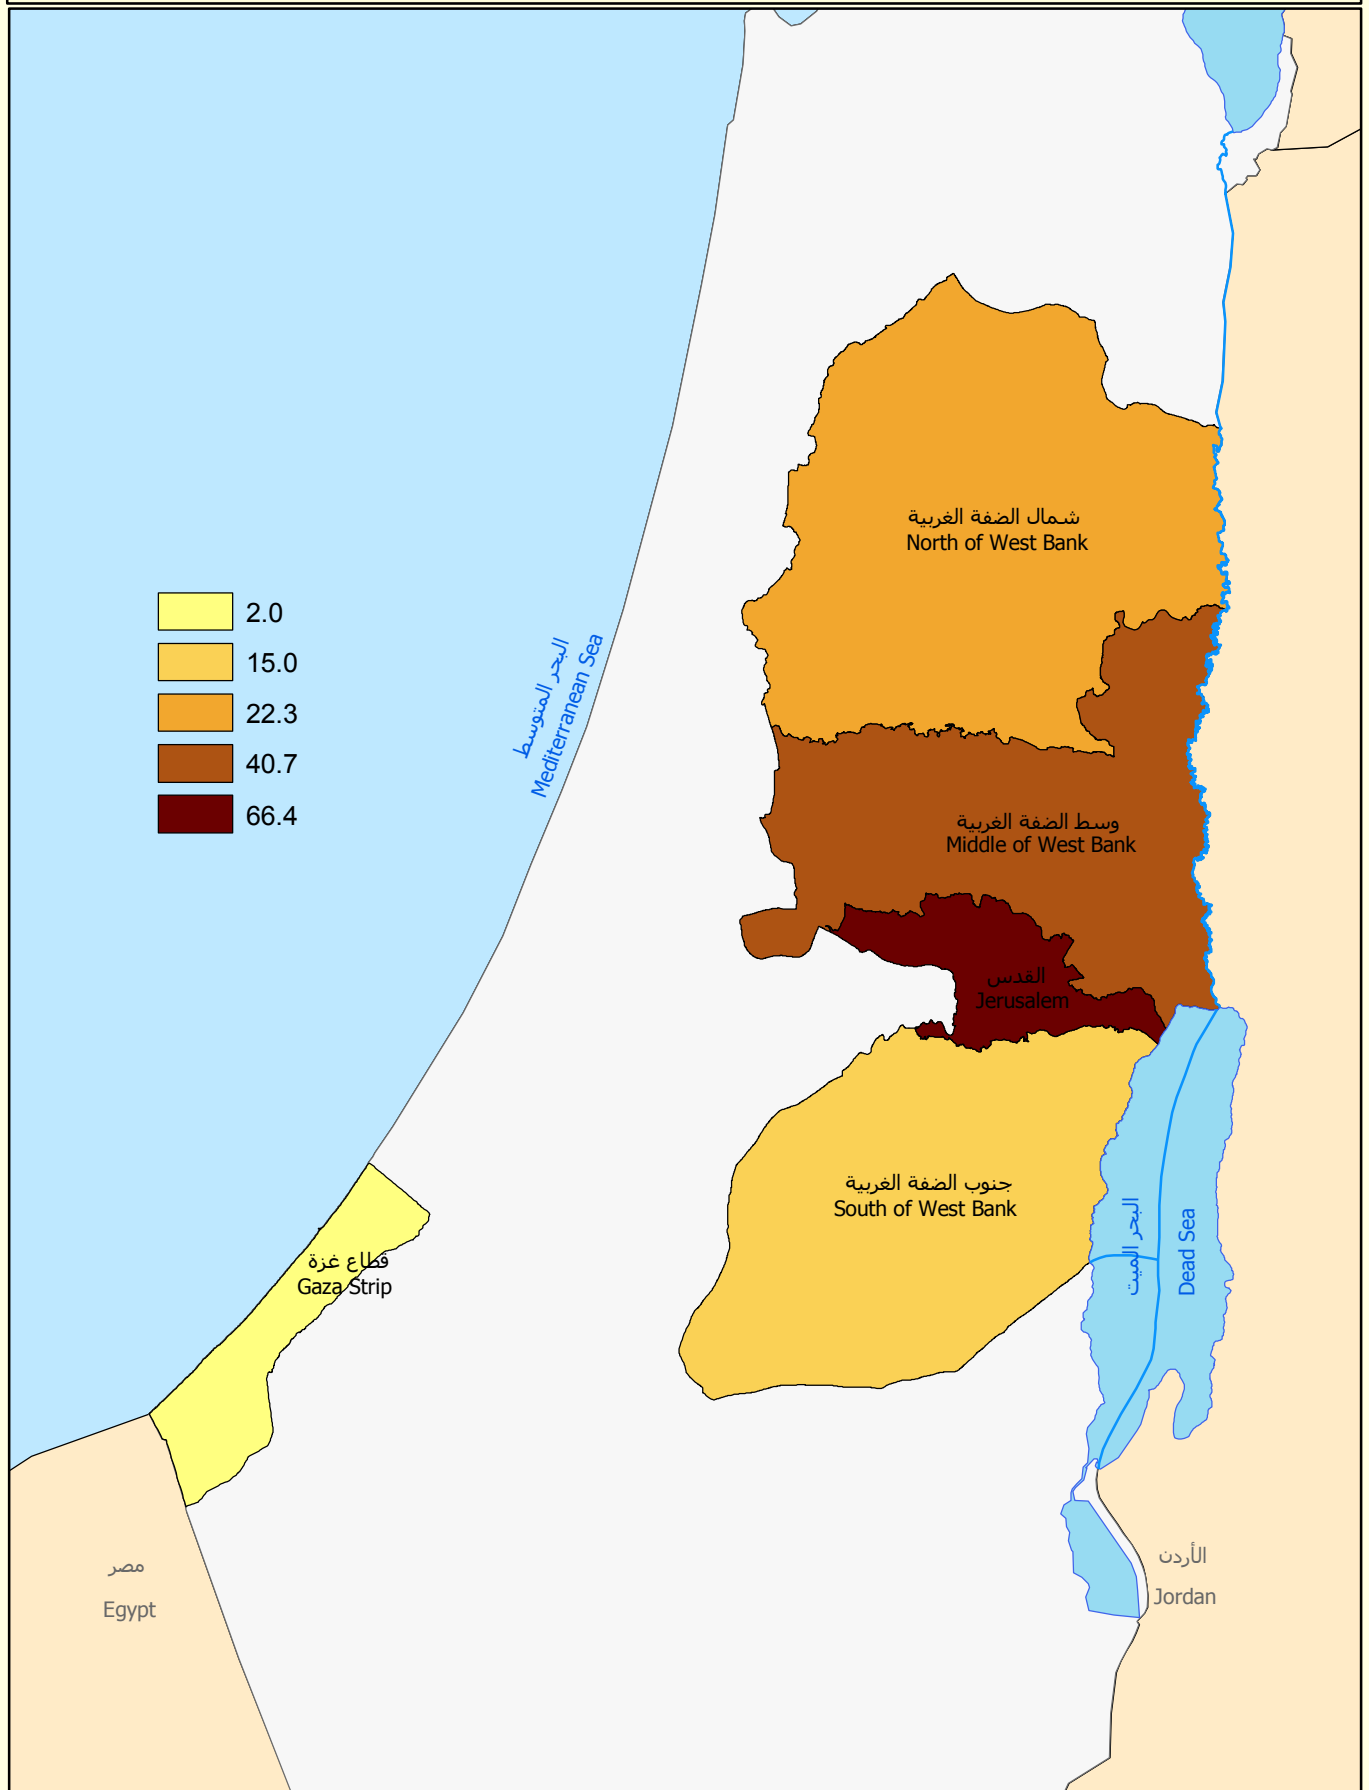 شمال الضفة الغربية
North of West Bank
2.0
15.0
22.3
40.7
66.4
البحر المتوسط
Mediterranean Sea
وسط الضفة الغربية
Middle of West Bank
القدس
Jerusalem
جنوب الضفة الغربية
South of West Bank
البحر الميت
Dead Sea
قطاع غزة
Gaza Strip
مصر
Egypt
الأردن
Jordan